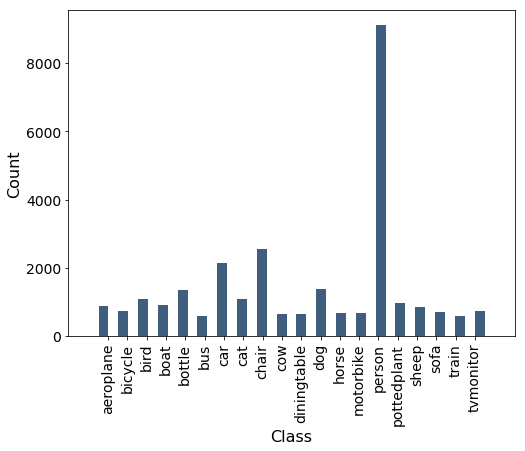 8000
6000
4000
2000
0
Count
aeroplane
bicycle
bird
boat
bottle
bus
car
cat
chair
cow
diningtable
dog
horse
motorbike
person
pottedplant
sheep
sofa
train
tvmonitor
Class